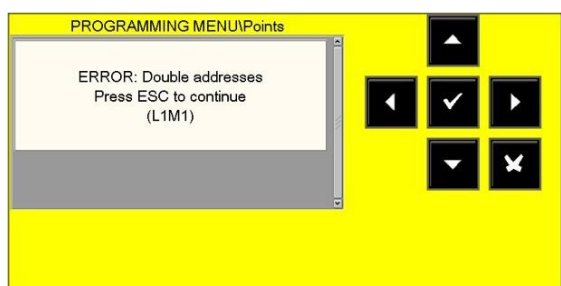 PROGRAMMING MENU\Points
ERROR: Double addresses
Press ESC to continue
(L1M1)